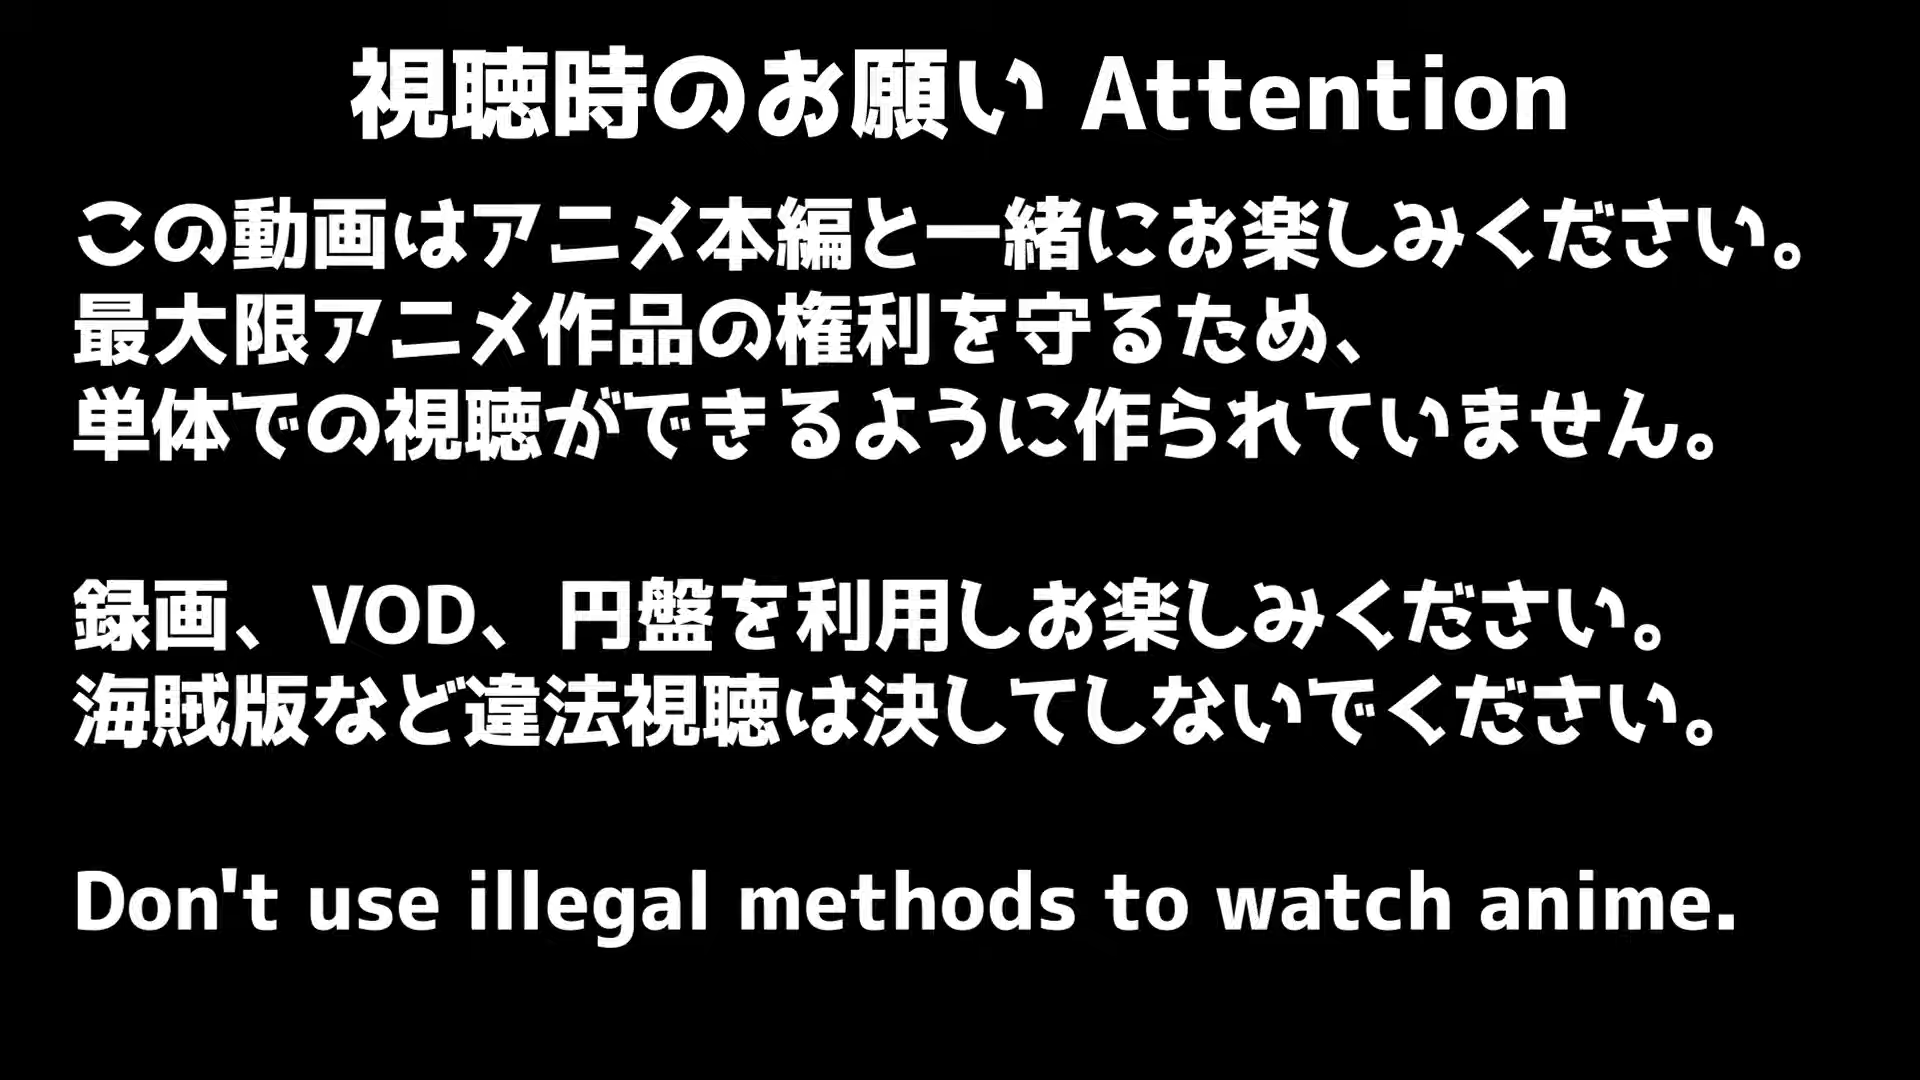 視聴時のお願い Attention
この動画はアニメ本編と一緒にお楽しみください。
最大限アニメ作品の権利を守るため、
単体での視聴ができるように作られていません。
録画、VOD、円盤を利用しお楽しみください。
海賊版など違法視聴は決してしないでください。
Don't use illegal methods to watch anime.